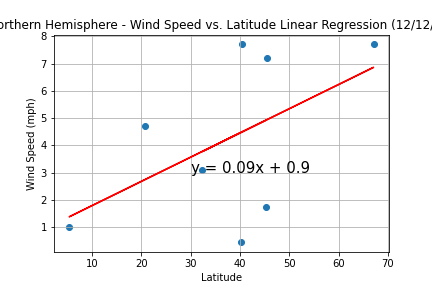 orthern Hemisphere - Wind Speed vs. Latitude Linear Regression (12/12/
8
7
6
5
4
3
2
1
Wind Speed (mph)
y = 0.09x + 0.9
10 20 30 40 50 60 70
Latitude